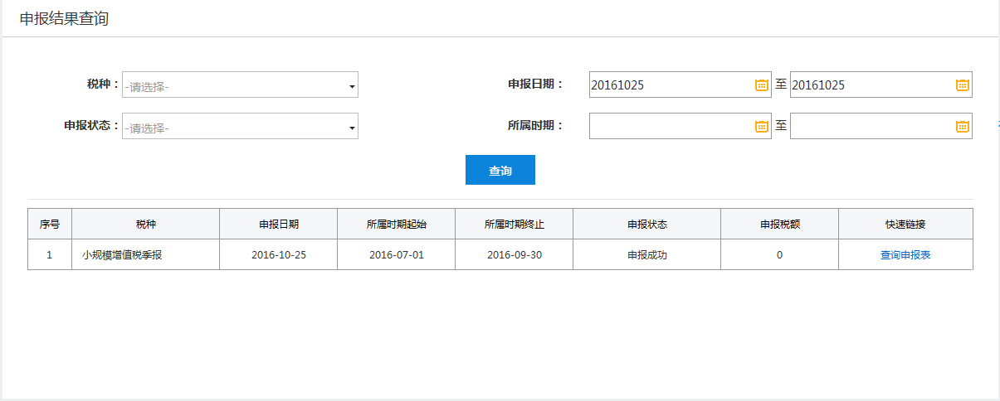 申报结果查询
税种： -请选择- 申报日期： 20161025 至 20161025
申报状态： -请选择- 所属时期： 至
查询
序号 税种 申报日期 所属时期起始 所属时期终止 申报状态 申报税额 快速链接
1 小规模增值税季报 2016-10-25 2016-07-01 2016-09-30 申报成功 0 查询申报表